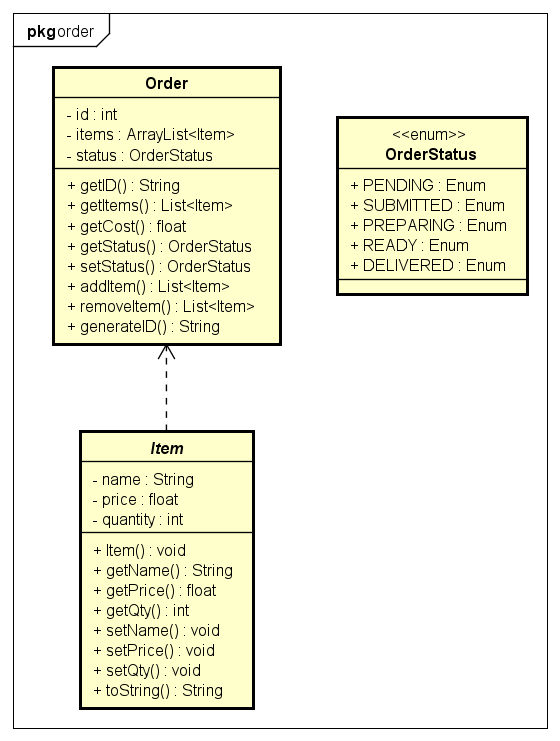 pkg order
Order
- id : int
- items : ArrayList<Item>
- status : OrderStatus
+ getID() : String
+ getItems() : List<Item>
+ getCost() : float
+ getStatus() : OrderStatus
+ setStatus() : OrderStatus
+ addItem() : List<Item>
+ removeItem() : List<Item>
+ generateID() : String
<<enum>>
OrderStatus
+ PENDING : Enum
+ SUBMITTED : Enum
+ PREPARING : Enum
+ READY : Enum
+ DELIVERED : Enum
Item
- name : String
- price : float
- quantity : int
+ Item() : void
+ getName() : String
+ getPrice() : float
+ getQty() : int
+ setName() : void
+ setPrice() : void
+ setQty() : void
+ toString() : String